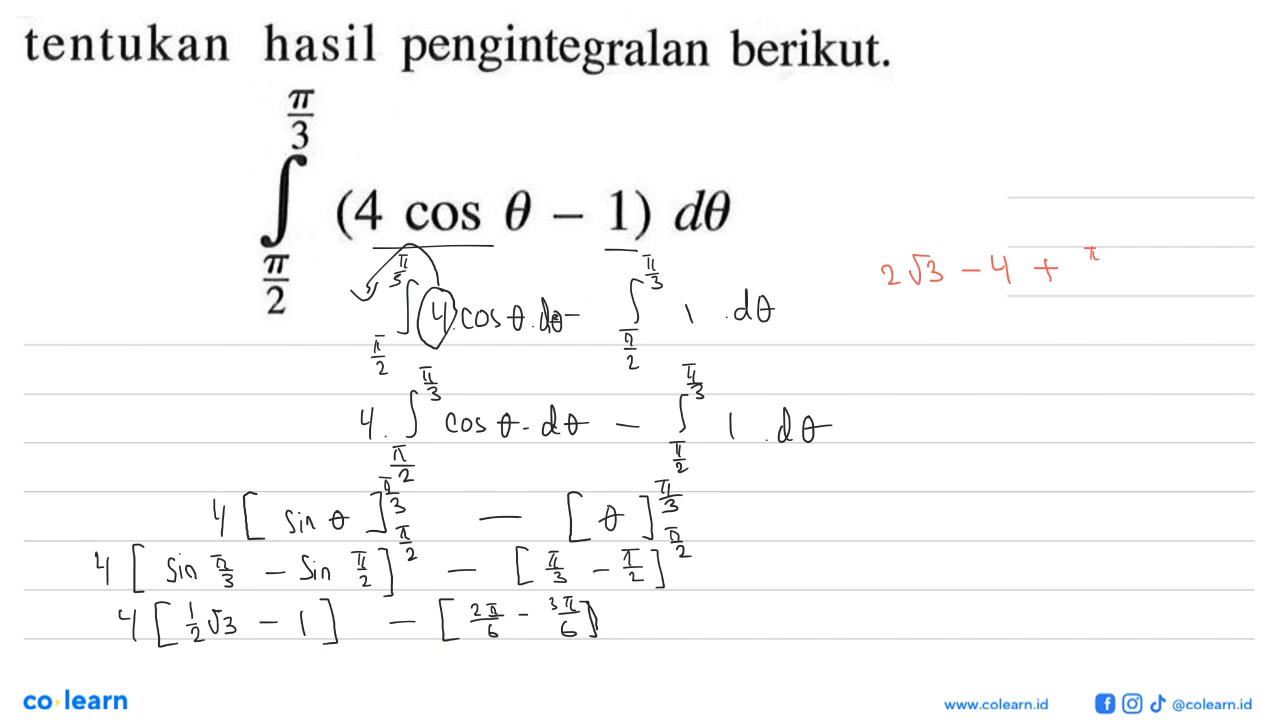 tentukan hasil pengintegralan berikut.
∫_{π/2}^{π/3} (4 cos θ – 1) dθ
∫_{π/2}^{π/3} 4 cos θ . dθ – ∫_{π/2}^{π/3} 1 . dθ
2√3 – 4 + π
4 . ∫_{π/2}^{π/3} cos θ . dθ – ∫_{π/2}^{π/3} 1 . dθ
4 [ sin θ ]_{π/2}^{π/3} – [ θ ]_{π/2}^{π/3}
4 [ sin π/3 – sin π/2 ] – [ π/3 – π/2 ]
4 [ 1/2 √3 – 1 ] – [ 2π/6 – 3π/6 ]
co learn
www.colearn.id @colearn.id